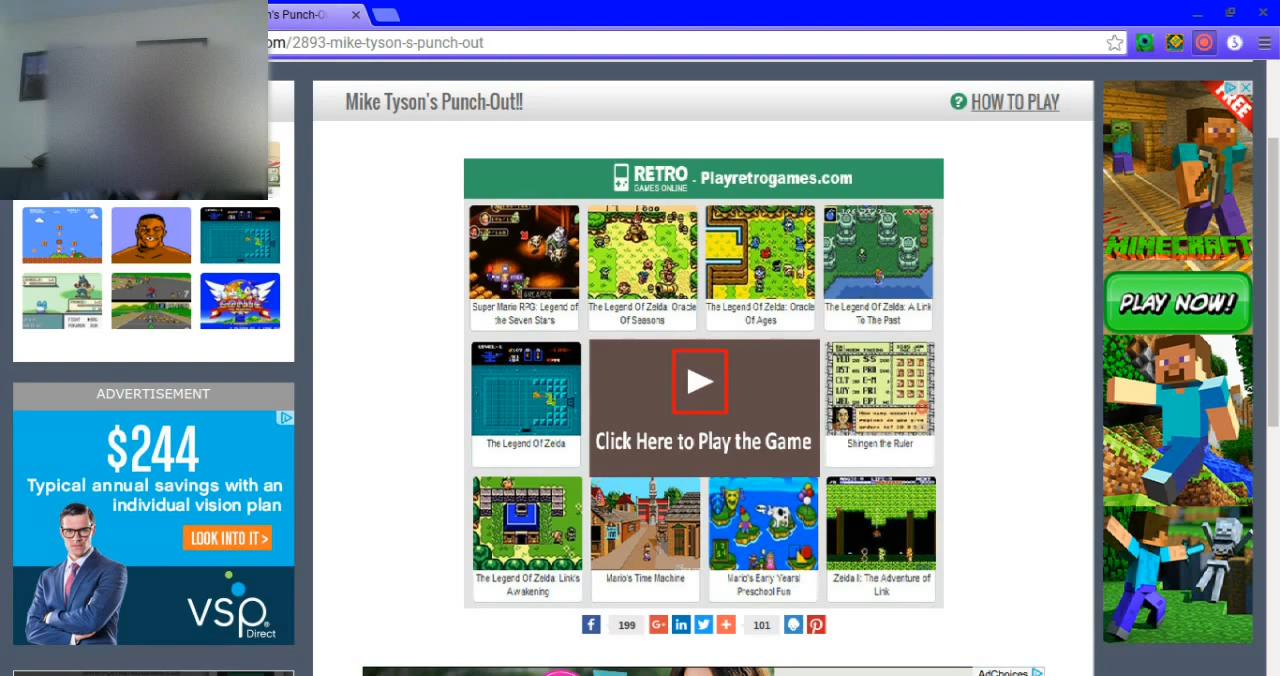 's Punch-O
om/2893-mike-tyson-s-punch-out
Mike Tyson's Punch-Out!!
? HOW TO PLAY
RETRO
GAMES ONLINE
- Playretrogames.com
Super Mario RPG: Legend of
the Seven Stars
The Legend Of Zelda: Oracle
Of Seasons
The Legend Of Zelda: Oracle
Of Ages
The Legend Of Zelda: A Link
To The Past
The Legend Of Zelda
Click Here to Play the Game
Shingen the Ruler
The Legend Of Zelda: Link's
Awakening
Mario's Time Machine
Mario's Early Years!
Preschool Fun
Zelda II: The Adventure of
Link
199
G+
in
101
AdChoices
ADVERTISEMENT
$244
Typical annual savings with an
individual vision plan
LOOK INTO IT >
vsp
Direct
FREE
MINECRAFT
PLAY NOW!